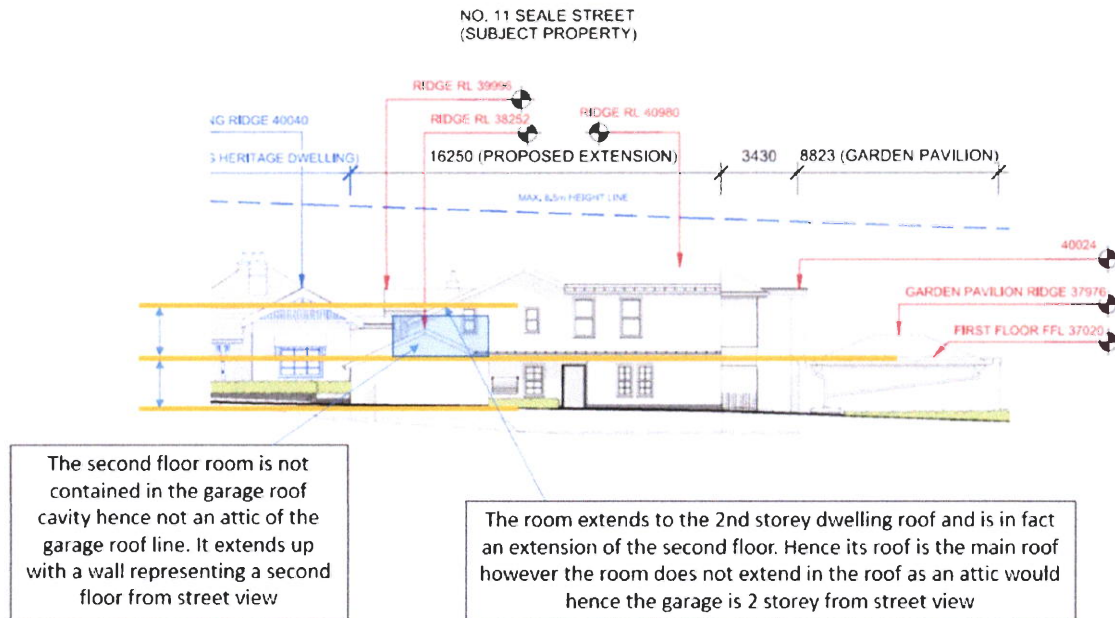 NO. 11 SEALE STREET
(SUBJECT PROPERTY)
RIDGE RL 39966
RIDGE RL 38252
RIDGE RL 40980
NG RIDGE 40040
G HERITAGE DWELLING)
16250 (PROPOSED EXTENSION)
3430
8823 (GARDEN PAVILION)
MAX. 8.5m HEIGHT LINE
40024
GARDEN PAVILION RIDGE 37976
FIRST FLOOR FFL 37020
The second floor room is not
contained in the garage roof
cavity hence not an attic of the
garage roof line. It extends up
with a wall representing a second
floor from street view
The room extends to the 2nd storey dwelling roof and is in fact
an extension of the second floor. Hence its roof is the main roof
however the room does not extend in the roof as an attic would
hence the garage is 2 storey from street view